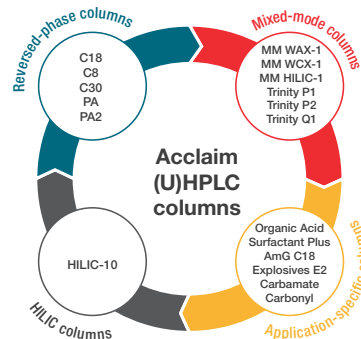 Reversed-phase columns
C18
C8
C30
PA
PA2
Mixed-mode columns
MM WAX-1
MM WCX-1
MM HILIC-1
Trinity P1
Trinity P2
Trinity Q1
Acclaim
(U)HPLC
columns
HILIC-10
HILIC columns
Organic Acid
Surfactant Plus
AmG C18
Explosives E2
Carbamate
Carbonyl
Application-specific